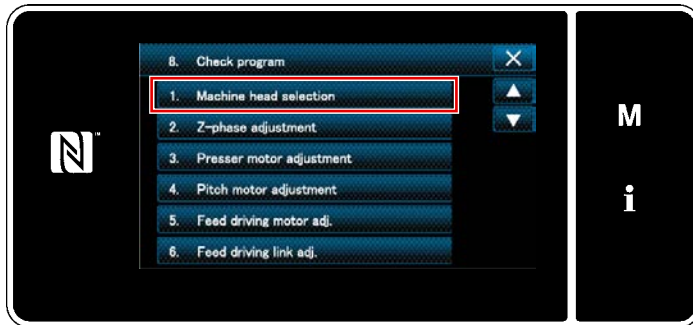 8. Check program
1. Machine head selection
2. Z-phase adjustment
3. Presser motor adjustment
4. Pitch motor adjustment
5. Feed driving motor adj.
6. Feed driving link adj.
M
i